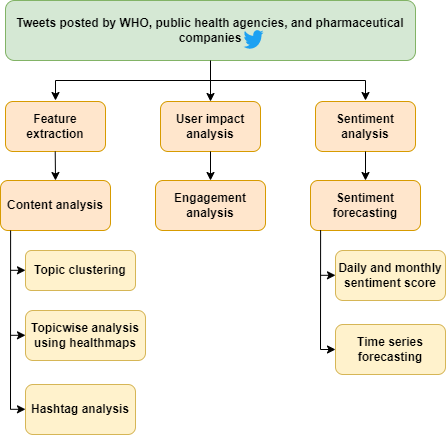 Tweets posted by WHO, public health agencies, and pharmaceutical
companies
Feature
extraction
User impact
analysis
Sentiment
analysis
Content analysis
Engagement
analysis
Sentiment
forecasting
Topic clustering
Topicwise analysis
using healthmaps
Hashtag analysis
Daily and monthly
sentiment score
Time series
forecasting